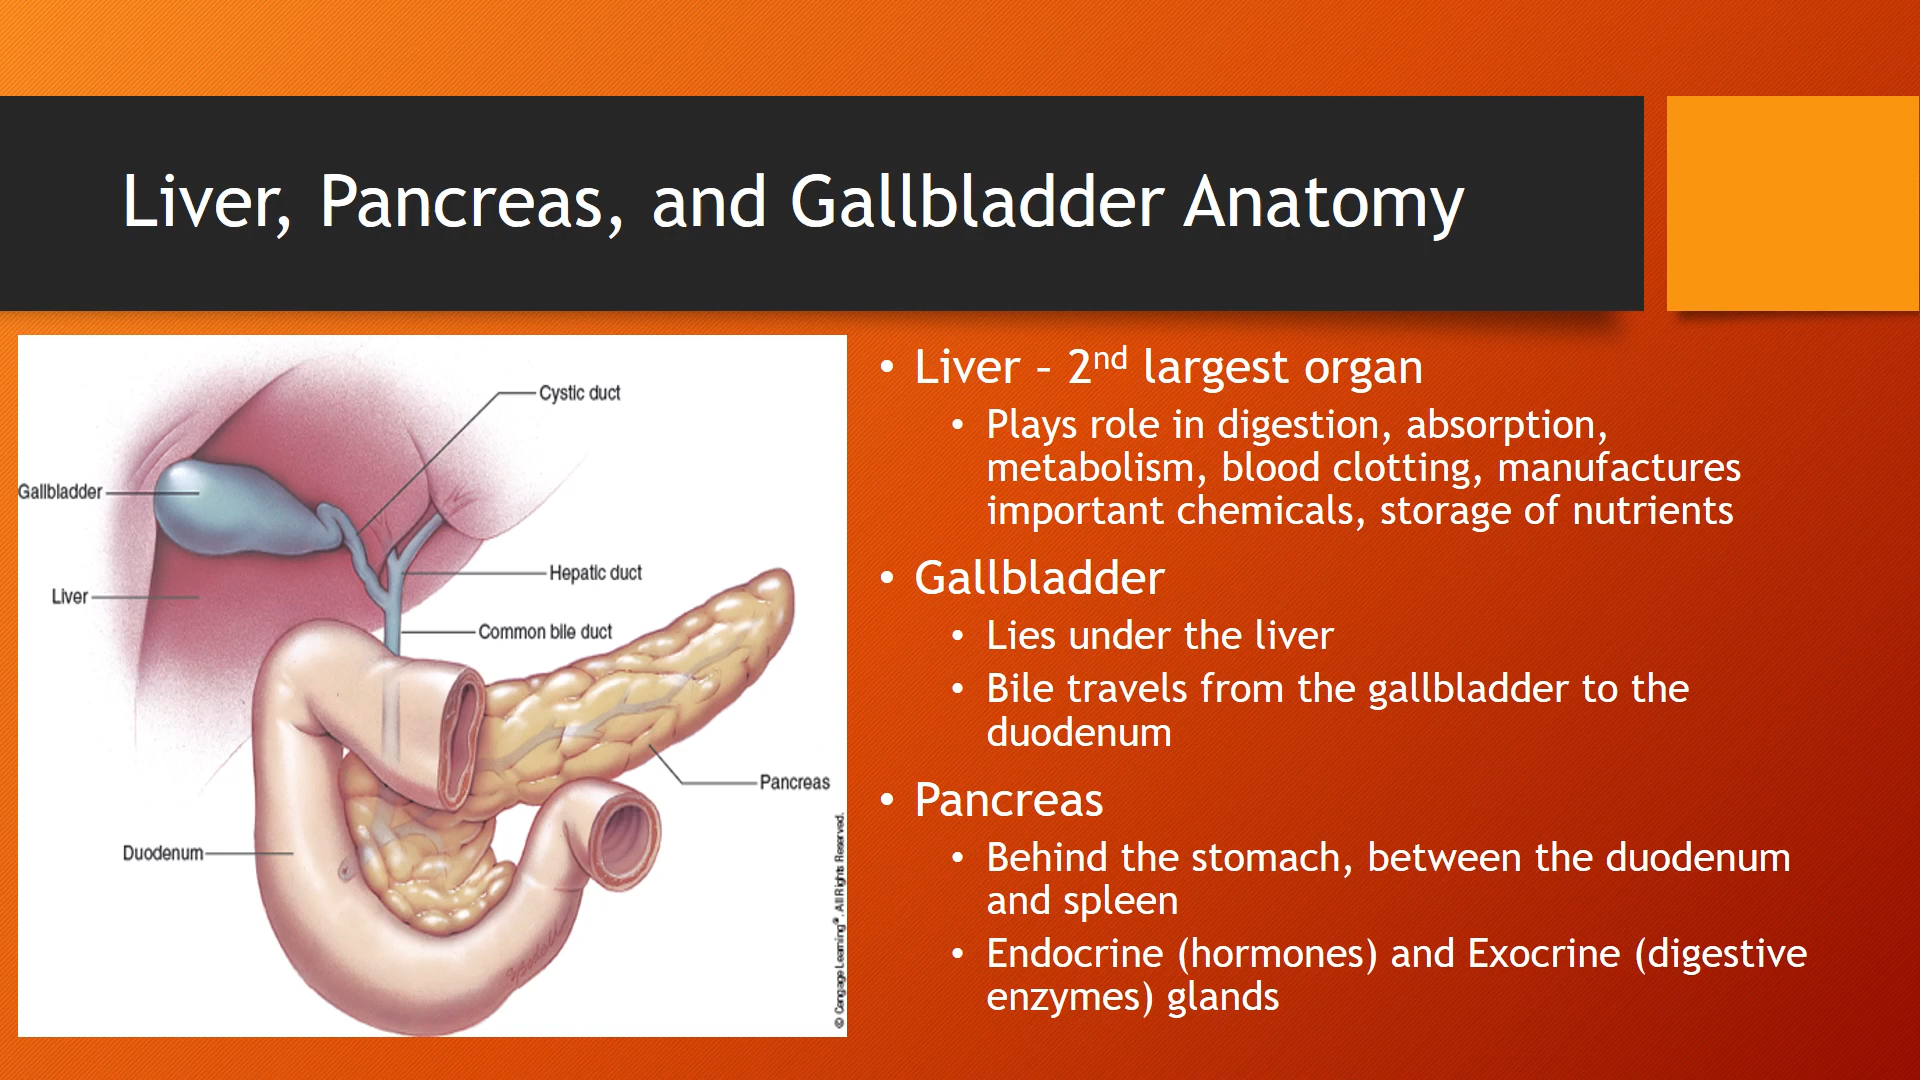 Liver, Pancreas, and Gallbladder Anatomy
Cystic duct
Gallbladder
Hepatic duct
Liver
Common bile duct
Pancreas
Duodenum
© Cengage Learning®. All Rights Reserved.
• Liver – 2nd largest organ
• Plays role in digestion, absorption,
metabolism, blood clotting, manufactures
important chemicals, storage of nutrients
• Gallbladder
• Lies under the liver
• Bile travels from the gallbladder to the
duodenum
• Pancreas
• Behind the stomach, between the duodenum
and spleen
• Endocrine (hormones) and Exocrine (digestive
enzymes) glands